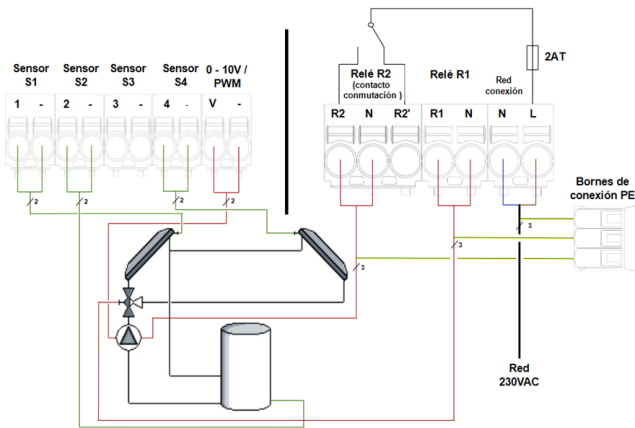 Sensor S1
Sensor S2
Sensor S3
Sensor S4
0 - 10V / PWM
1 - 2 - 3 - 4 - V -
2 2 2 2
2AT
Relé R2
(contacto conmutación )
Relé R1
Red conexión
R2 N R2' R1 N N L
Bornes de conexión PE
3
3
3
Red 230VAC